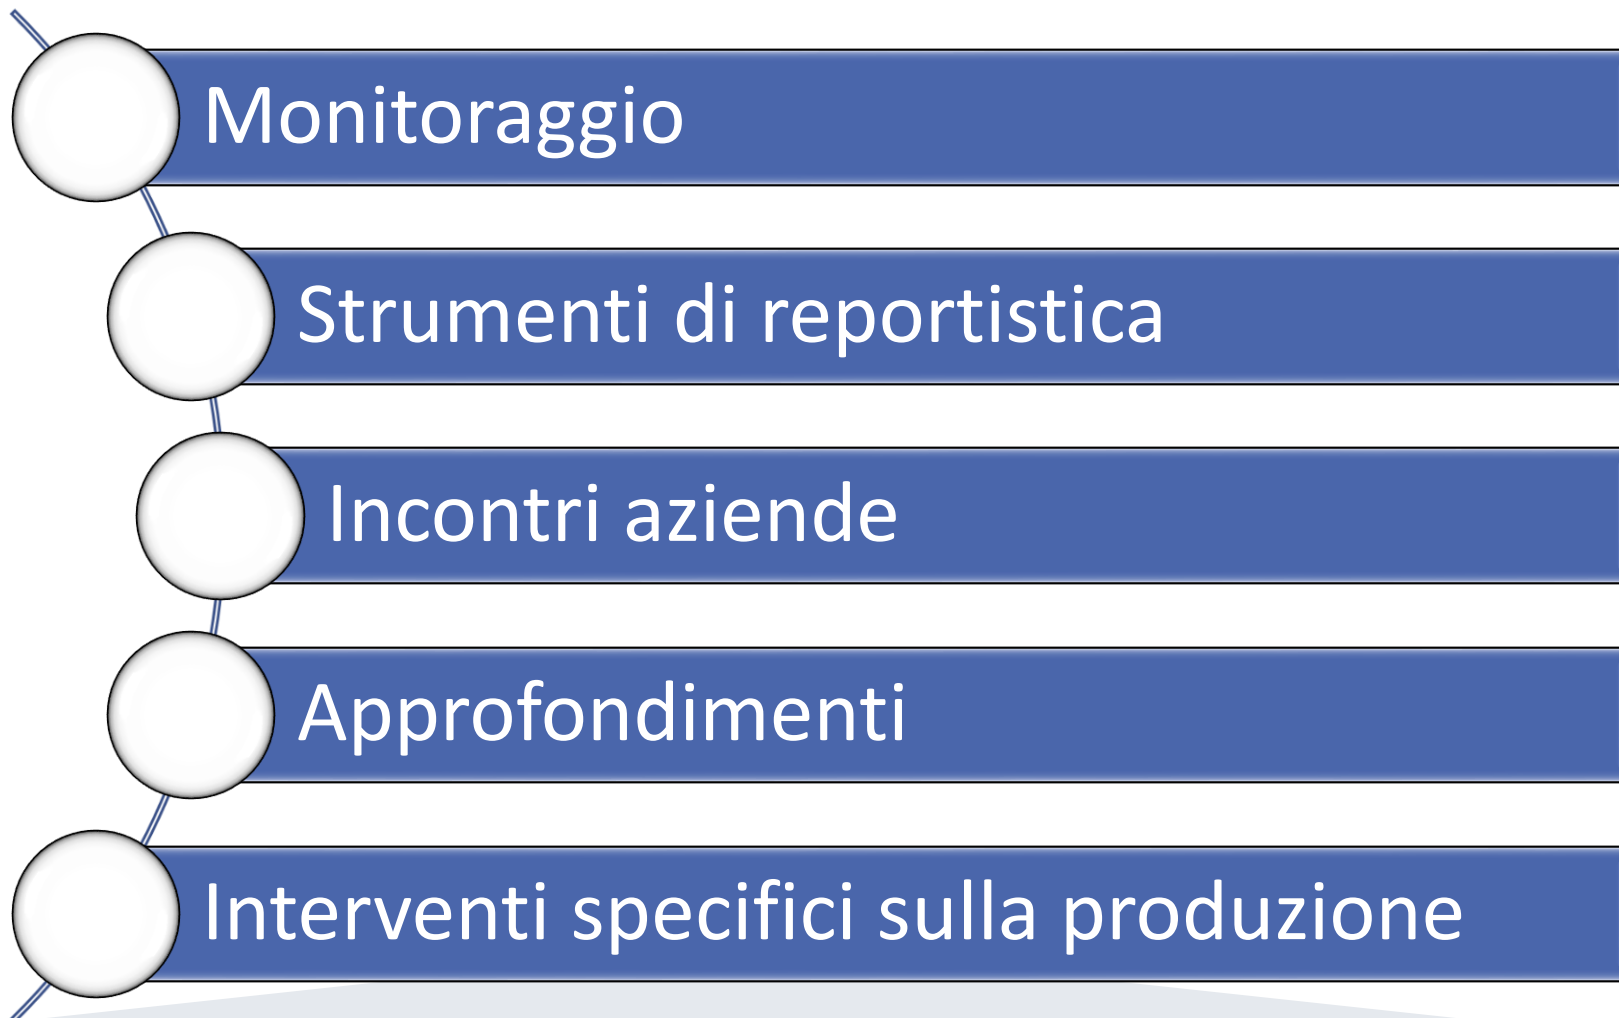 Monitoraggio
Strumenti di reportistica
Incontri aziende
Approfondimenti
Interventi specifici sulla produzione